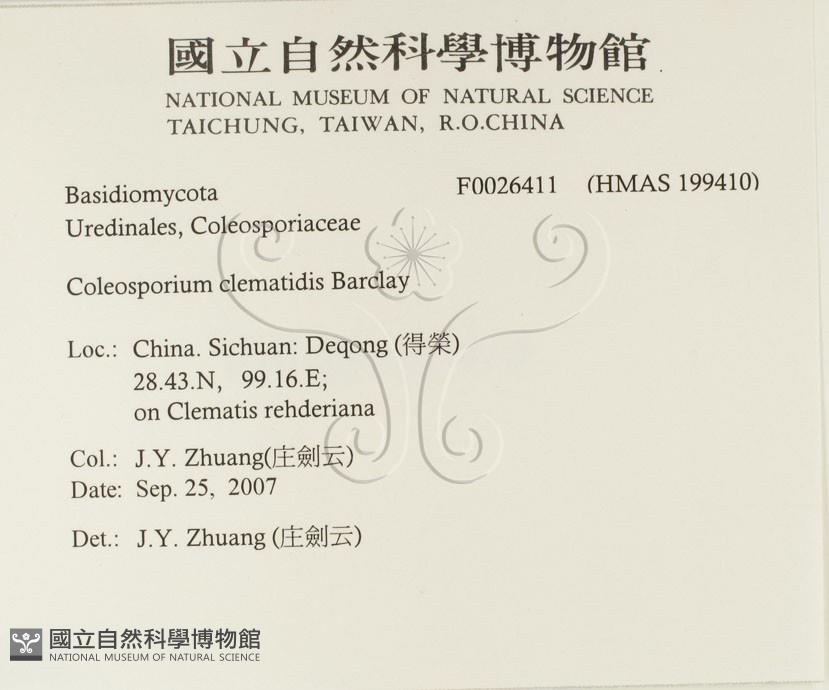 國立自然科學博物館
NATIONAL MUSEUM OF NATURAL SCIENCE
TAICHUNG, TAIWAN, R.O.CHINA
Basidiomycota F0026411 (HMAS 199410)
Uredinales, Coleosporiaceae
Coleosporium clematidis Barclay
Loc.: China. Sichuan: Deqong (得榮)
28.43.N, 99.16.E;
on Clematis rehderiana
Col.: J.Y. Zhuang(庄劍云)
Date: Sep. 25, 2007
Det.: J.Y. Zhuang (庄劍云)
國立自然科學博物館
NATIONAL MUSEUM OF NATURAL SCIENCE